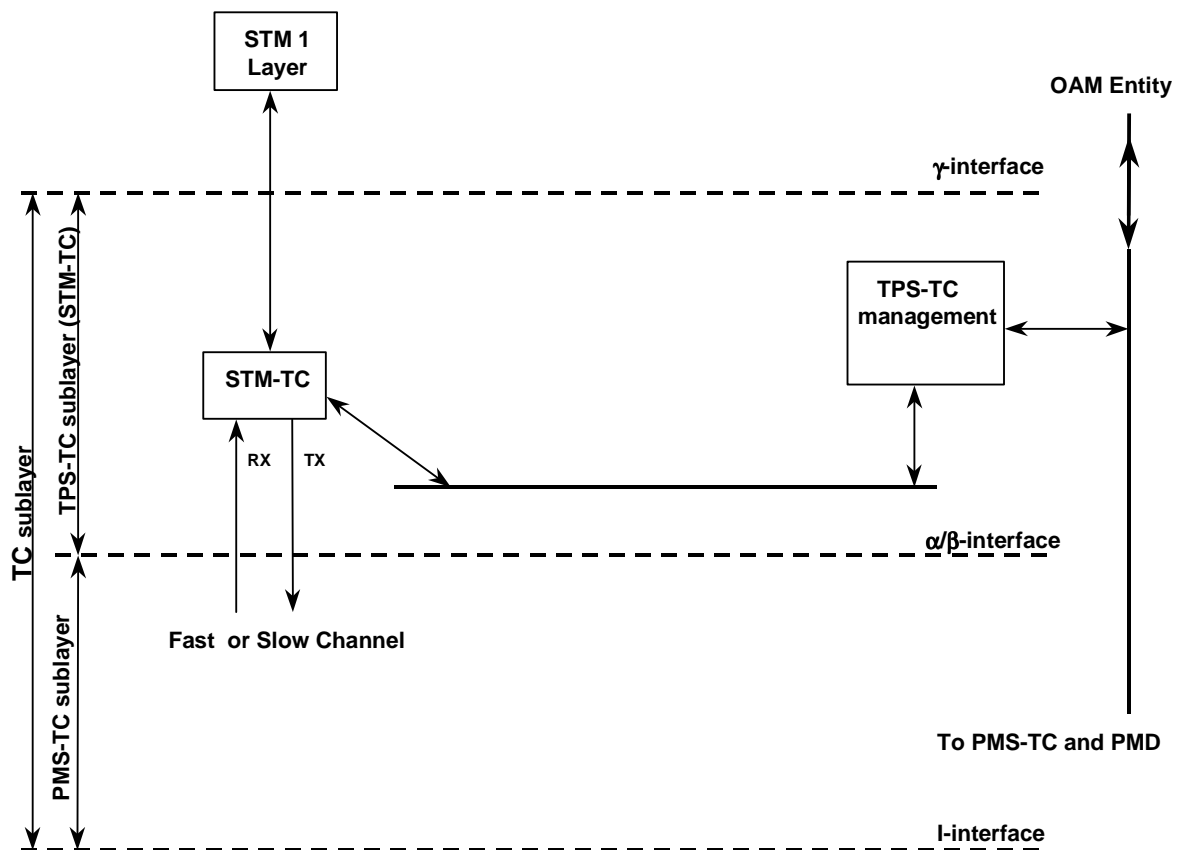 STM 1
Layer
OAM Entity
γ-interface
TPS-TC
management
STM-TC
RX
TX
TC sublayer
TPS-TC sublayer (STM-TC)
α/β-interface
Fast or Slow Channel
PMS-TC sublayer
To PMS-TC and PMD
I-interface